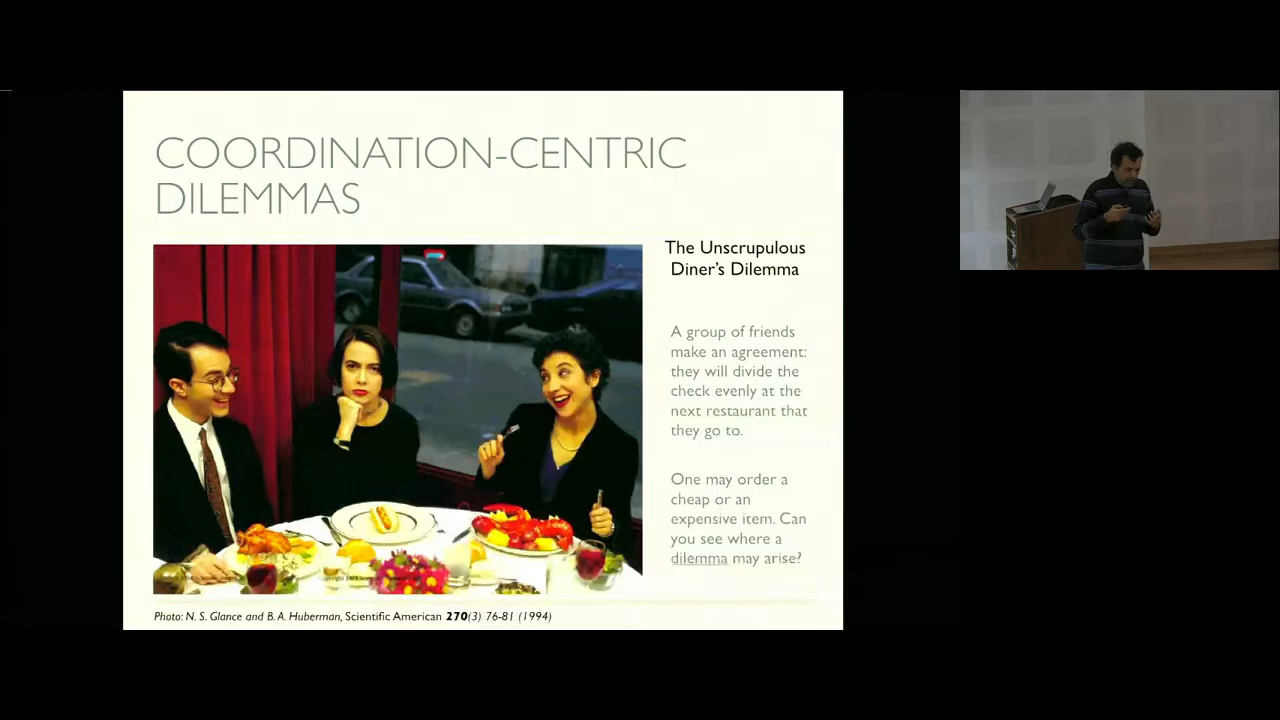 COORDINATION-CENTRIC
DILEMMAS
The Unscrupulous
Diner's Dilemma
A group of friends
make an agreement:
they will divide the
check evenly at the
next restaurant that
they go to.
One may order a
cheap or an
expensive item. Can
you see where a
dilemma may arise?
Photo: N. S. Glance and B. A. Huberman, Scientific American 270(3) 76-81 (1994)